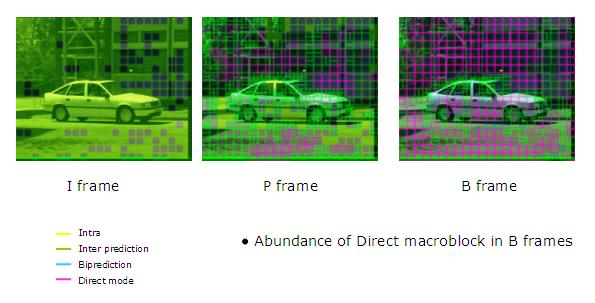 I frame
P frame
B frame
Intra
Inter prediction
Biprediction
Direct mode
• Abundance of Direct macroblock in B frames